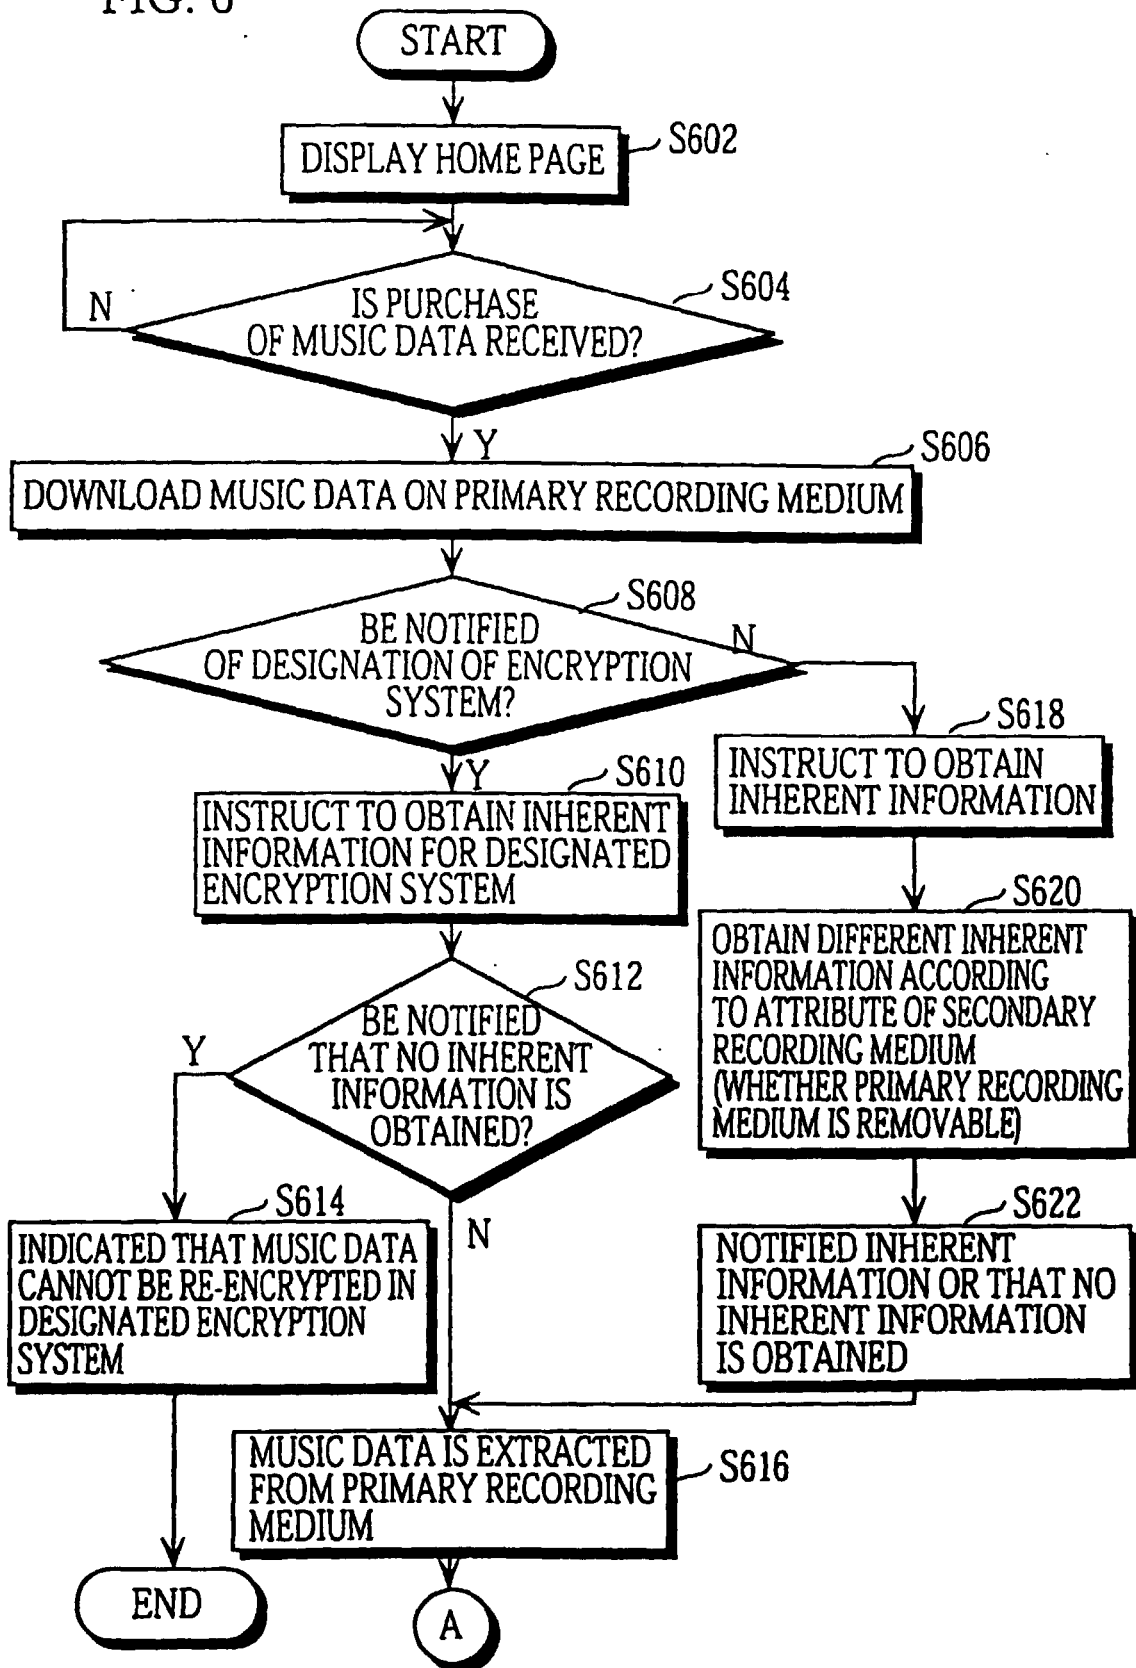 FIG. 6
START
DISPLAY HOME PAGE
S602
IS PURCHASE
OF MUSIC DATA RECEIVED?
S604
N
Y
DOWNLOAD MUSIC DATA ON PRIMARY RECORDING MEDIUM
S606
BE NOTIFIED
OF DESIGNATION OF ENCRYPTION
SYSTEM?
S608
N
Y
INSTRUCT TO OBTAIN INHERENT
INFORMATION FOR DESIGNATED
ENCRYPTION SYSTEM
S610
INSTRUCT TO OBTAIN
INHERENT INFORMATION
S618
BE NOTIFIED
THAT NO INHERENT
INFORMATION IS
OBTAINED?
S612
Y
N
OBTAIN DIFFERENT INHERENT
INFORMATION ACCORDING
TO ATTRIBUTE OF SECONDARY
RECORDING MEDIUM
(WHETHER PRIMARY RECORDING
MEDIUM IS REMOVABLE)
S620
INDICATED THAT MUSIC DATA
CANNOT BE RE-ENCRYPTED IN
DESIGNATED ENCRYPTION
SYSTEM
S614
NOTIFIED INHERENT
INFORMATION OR THAT NO
INHERENT INFORMATION
IS OBTAINED
S622
MUSIC DATA IS EXTRACTED
FROM PRIMARY RECORDING
MEDIUM
S616
END
A